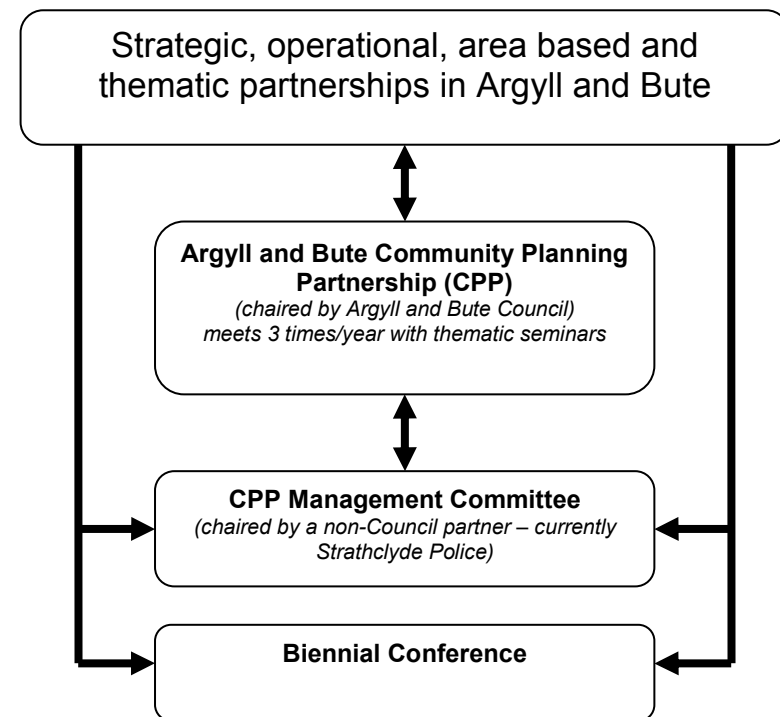 Strategic, operational, area based and
thematic partnerships in Argyll and Bute
Argyll and Bute Community Planning
Partnership (CPP)
(chaired by Argyll and Bute Council)
meets 3 times/year with thematic seminars
CPP Management Committee
(chaired by a non-Council partner – currently
Strathclyde Police)
Biennial Conference